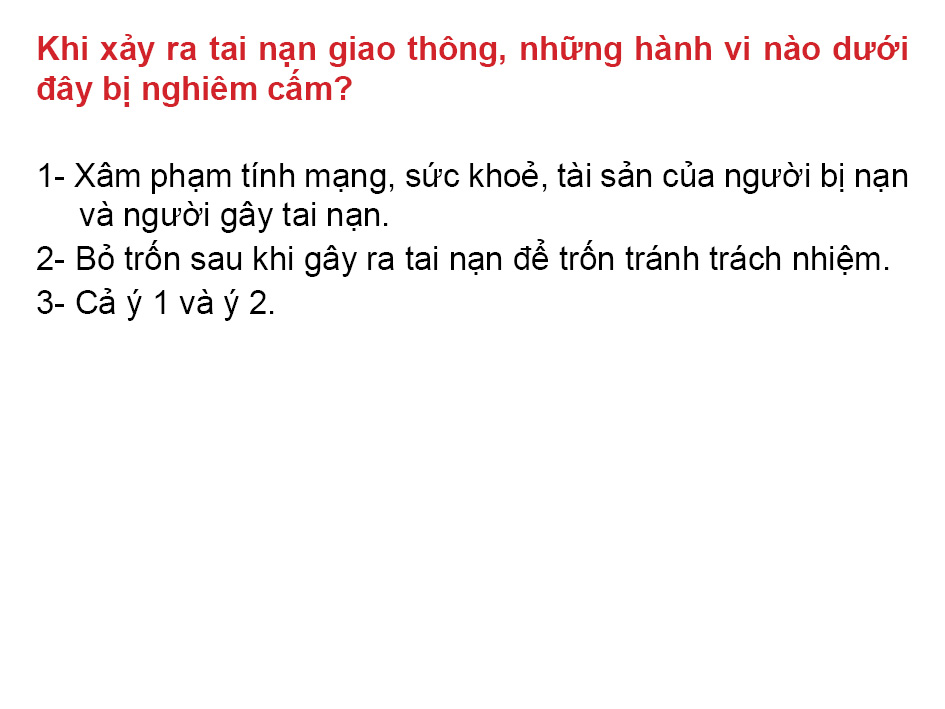 Khi xảy ra tai nạn giao thông, những hành vi nào dưới
đây bị nghiêm cấm?
1- Xâm phạm tính mạng, sức khoẻ, tài sản của người bị nạn
và người gây tai nạn.
2- Bỏ trốn sau khi gây ra tai nạn để trốn tránh trách nhiệm.
3- Cả ý 1 và ý 2.